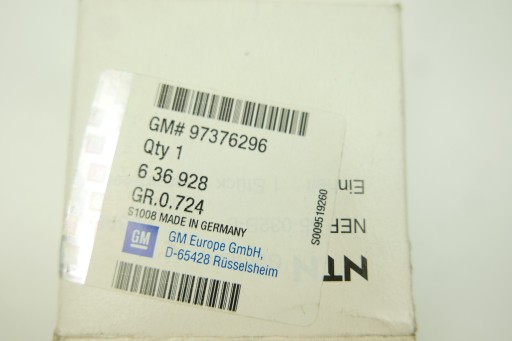 GM# 97376296
Qty 1
6 36 928
GR.0.724
S1008 MADE IN GERMANY
GM
GM Europe GmbH,
D-65428 Rüsselsheim
S009519260
Ein
NEF
NT